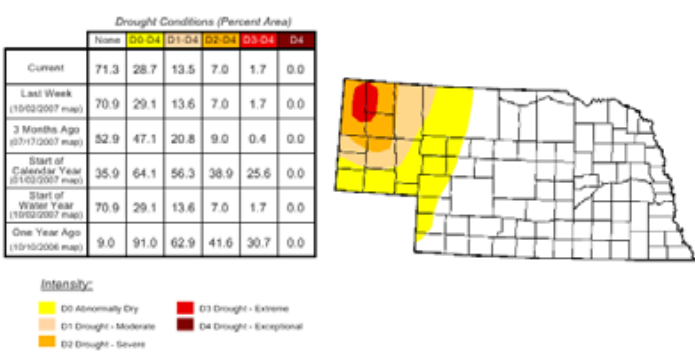 Drought Conditions (Percent Area)
None D0-D4 D1-D4 D2-D4 D3-D4 D4
Current 71.3 28.7 13.5 7.0 1.7 0.0
Last Week
(10/02/2007 map) 70.9 29.1 13.6 7.0 1.7 0.0
3 Months Ago
(07/17/2007 map) 52.9 47.1 20.8 9.0 0.4 0.0
Start of
Calendar Year
(01/02/2007 map) 35.9 64.1 56.3 38.9 25.6 0.0
Start of
Water Year
(10/02/2007 map) 70.9 29.1 13.6 7.0 1.7 0.0
One Year Ago
(10/10/2006 map) 9.0 91.0 62.9 41.6 30.7 0.0
Intensity:
D0 Abnormally Dry D3 Drought - Extreme
D1 Drought - Moderate D4 Drought - Exceptional
D2 Drought - Severe